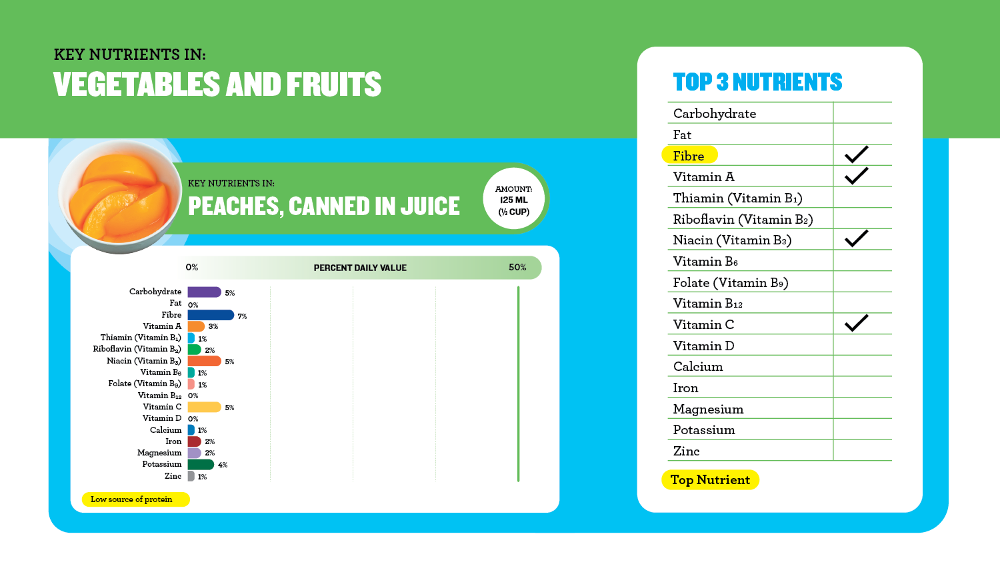 KEY NUTRIENTS IN:
VEGETABLES AND FRUITS
KEY NUTRIENTS IN:
PEACHES, CANNED IN JUICE
AMOUNT:
125 ML
(½ CUP)
0% PERCENT DAILY VALUE 50%
Carbohydrate 5%
Fat 0%
Fibre 7%
Vitamin A 3%
Thiamin (Vitamin B₁) 1%
Riboflavin (Vitamin B₂) 2%
Niacin (Vitamin B₃) 5%
Vitamin B₆ 1%
Folate (Vitamin B₉) 1%
Vitamin B₁₂ 0%
Vitamin C 5%
Vitamin D 0%
Calcium 1%
Iron 2%
Magnesium 2%
Potassium 4%
Zinc 1%
Low source of protein
TOP 3 NUTRIENTS
Carbohydrate
Fat
Fibre ✓
Vitamin A ✓
Thiamin (Vitamin B₁)
Riboflavin (Vitamin B₂)
Niacin (Vitamin B₃) ✓
Vitamin B₆
Folate (Vitamin B₉)
Vitamin B₁₂
Vitamin C ✓
Vitamin D
Calcium
Iron
Magnesium
Potassium
Zinc
Top Nutrient